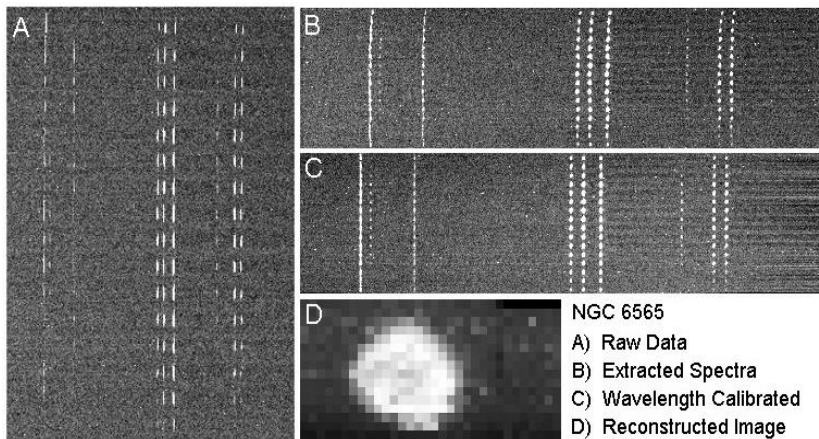 A
B
C
D
NGC 6565
A) Raw Data
B) Extracted Spectra
C) Wavelength Calibrated
D) Reconstructed Image